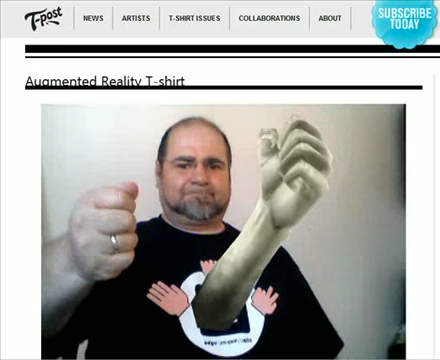 T-post
NEWS
ARTISTS
T-SHIRT ISSUES
COLLABORATIONS
ABOUT
SUBSCRIBE
TODAY
Augmented Reality T-shirt